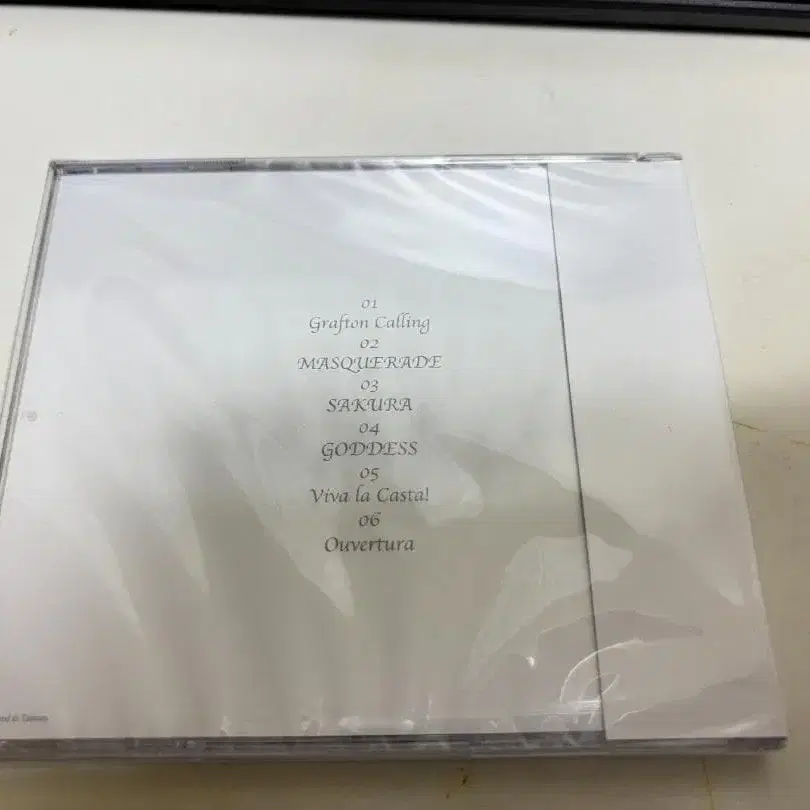 01
Grafton Calling
02
MASQUERADE
03
SAKURA
04
GODDESS
05
Viva la Casta!
06
Ouvertura